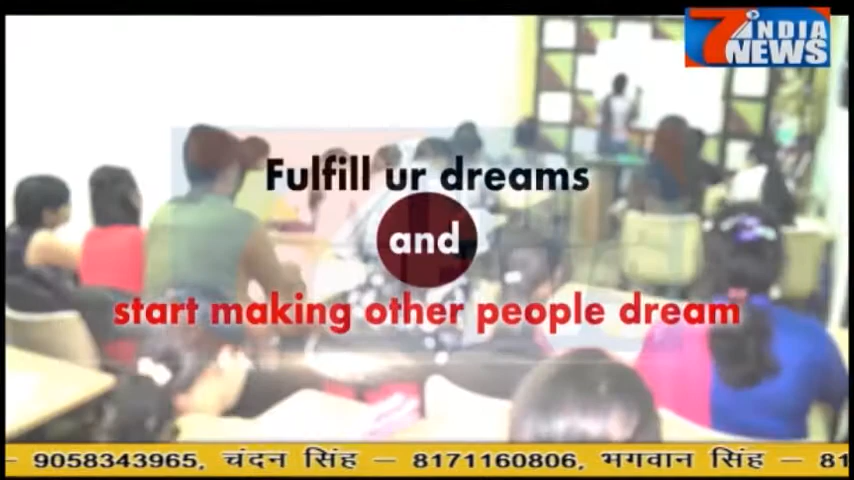 7 INDIA
NEWS
Fulfill ur dreams
and
start making other people dream
– 9058343965, चंदन सिंह – 8171160806, भगवान सिंह – 81